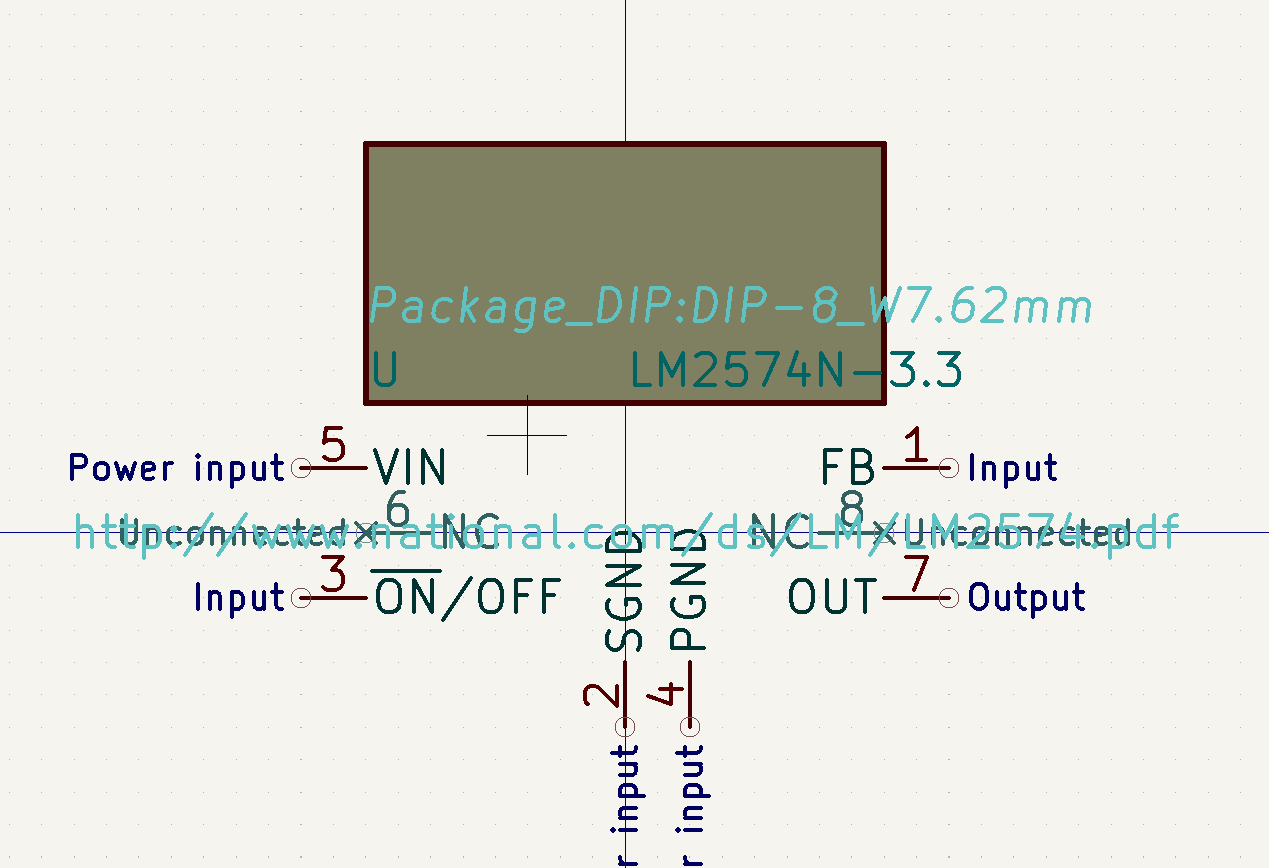 Package_DIP:DIP-8_W7.62mm
U LM2574N-3.3
Power input 5 VIN FB 1 Input
Unconnected 6 NC NC 8 Unconnected
http://www.national.com/ds/LM/LM2574.pdf
Input 3 ON/OFF OUT 7 Output
SGND PGND
2 4
r input r input